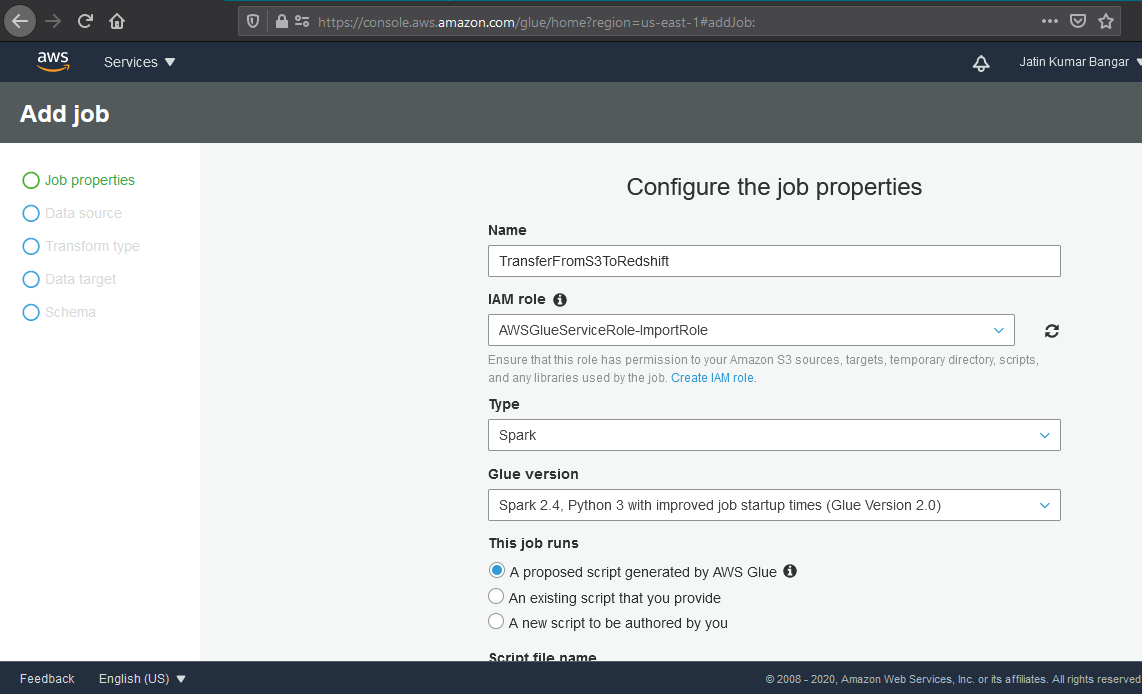 https://console.aws.amazon.com/glue/home?region=us-east-1#addJob:
aws
Services
Jatin Kumar Bangar
Add job
Job properties
Data source
Transform type
Data target
Schema
Configure the job properties
Name
TransferFromS3ToRedshift
IAM role
AWSGlueServiceRole-ImportRole
Ensure that this role has permission to your Amazon S3 sources, targets, temporary directory, scripts,
and any libraries used by the job. Create IAM role.
Type
Spark
Glue version
Spark 2.4, Python 3 with improved job startup times (Glue Version 2.0)
This job runs
A proposed script generated by AWS Glue
An existing script that you provide
A new script to be authored by you
Script file name
Feedback
English (US)
© 2008 - 2020, Amazon Web Services, Inc. or its affiliates. All rights reserved